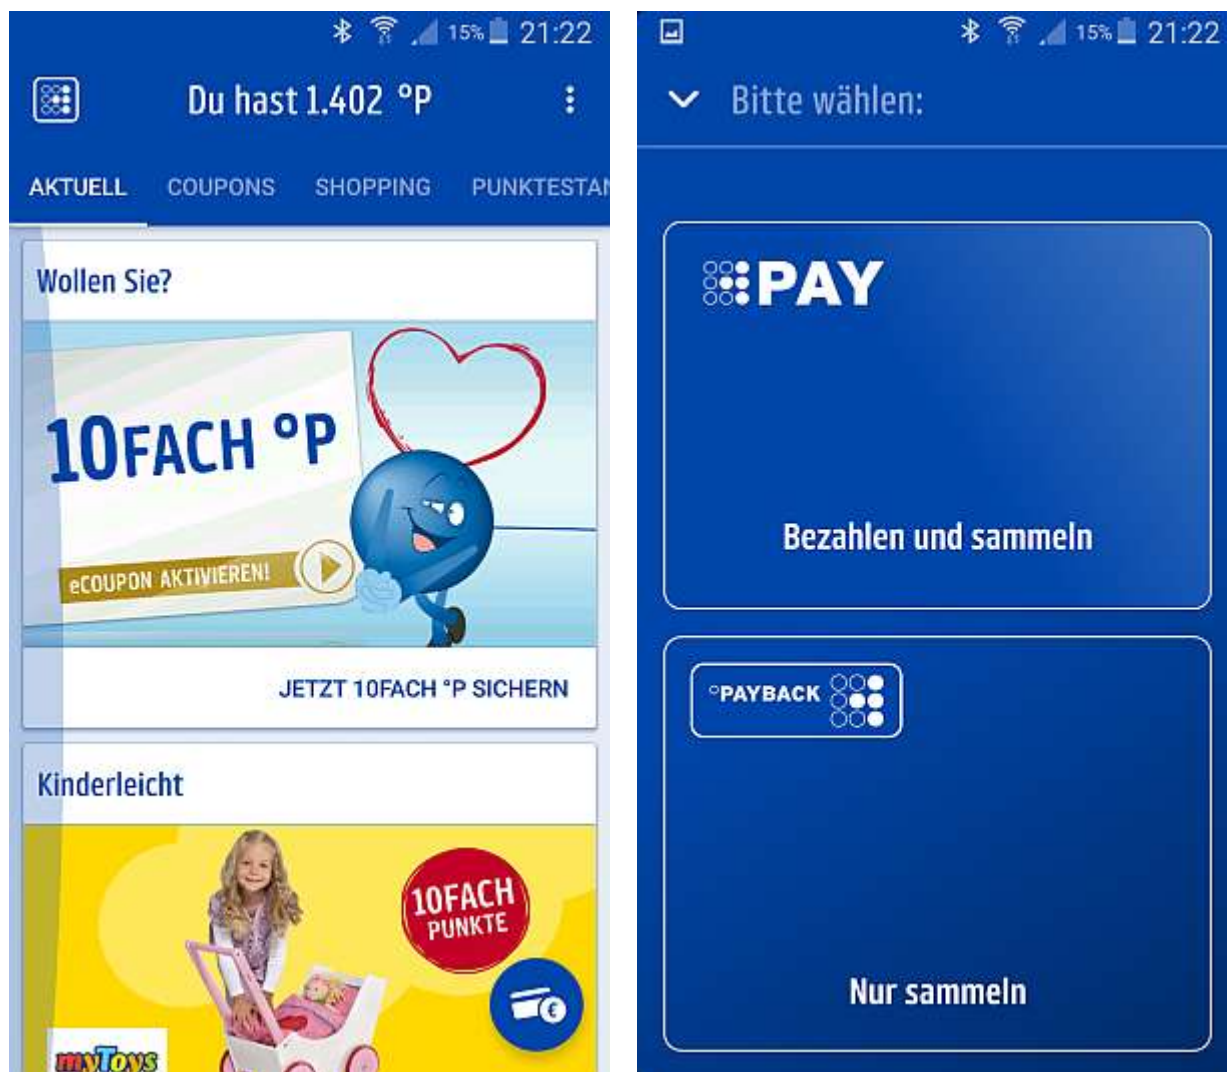 15% 21:22
Du hast 1.402 °P
AKTUELL COUPONS SHOPPING PUNKTESTAN
Wollen Sie?
10FACH °P
eCOUPON AKTIVIEREN!
JETZT 10FACH °P SICHERN
Kinderleicht
10FACH
PUNKTE
€
myToys
15% 21:22
Bitte wählen:
PAY
Bezahlen und sammeln
°PAYBACK
Nur sammeln